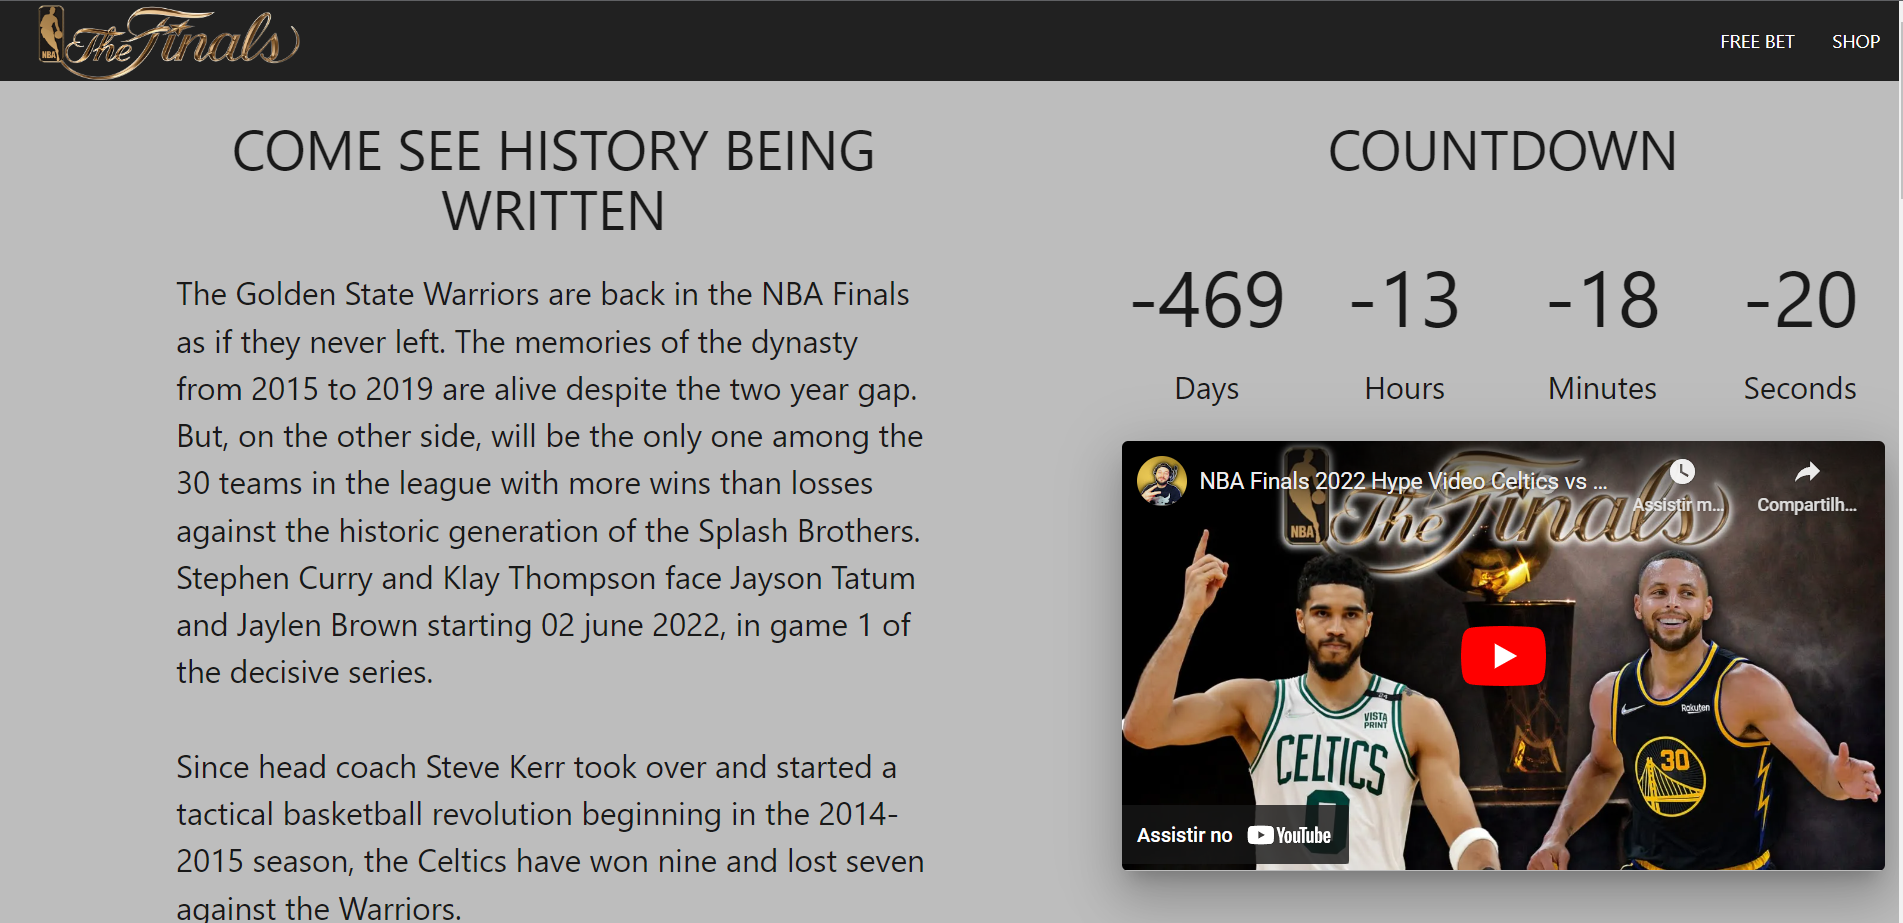 NBA The Finals
FREE BET
SHOP
COME SEE HISTORY BEING
WRITTEN
The Golden State Warriors are back in the NBA Finals
as if they never left. The memories of the dynasty
from 2015 to 2019 are alive despite the two year gap.
But, on the other side, will be the only one among the
30 teams in the league with more wins than losses
against the historic generation of the Splash Brothers.
Stephen Curry and Klay Thompson face Jayson Tatum
and Jaylen Brown starting 02 june 2022, in game 1 of
the decisive series.
Since head coach Steve Kerr took over and started a
tactical basketball revolution beginning in the 2014-
2015 season, the Celtics have won nine and lost seven
against the Warriors.
COUNTDOWN
-469 -13 -18 -20
Days Hours Minutes Seconds
NBA Finals 2022 Hype Video Celtics vs ...
Assistir m...
Compartilh...
NBA The Finals
VISTA
PRINT
CELTICS
0
Rakuten
30
Assistir no YouTube